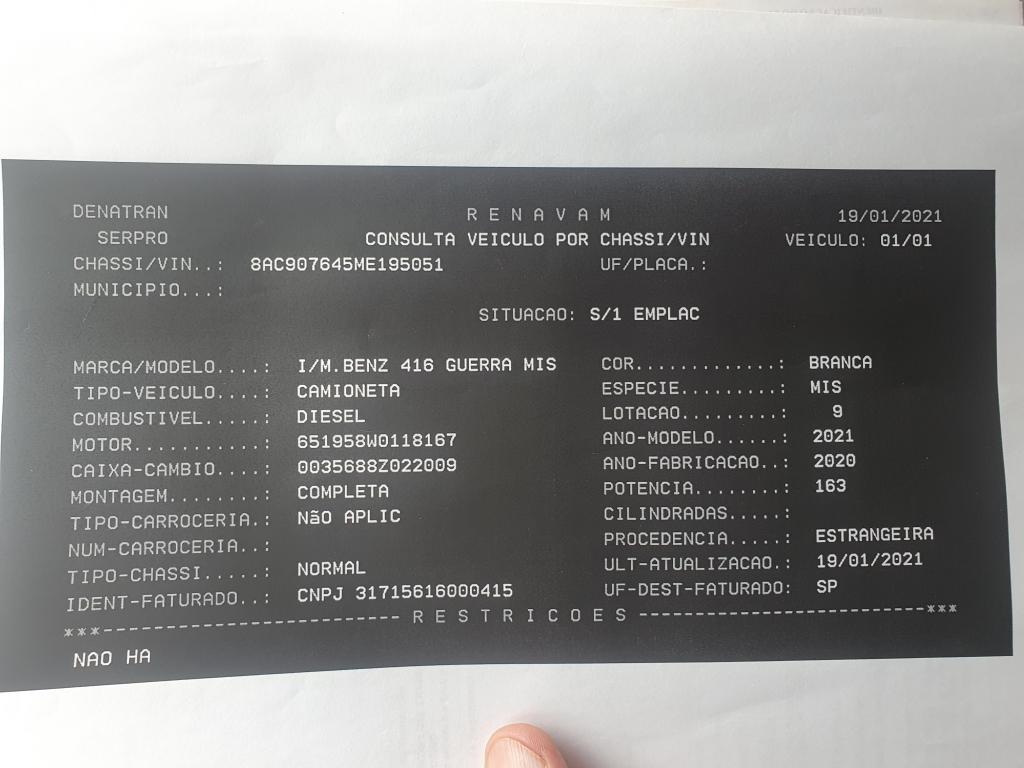 DENATRAN R E N A V A M 19/01/2021
SERPRO CONSULTA VEICULO POR CHASSI/VIN VEICULO: 01/01
CHASSI/VIN..: 8AC907645ME195051 UF/PLACA.:
MUNICIPIO...:
SITUACAO: S/1 EMPLAC
MARCA/MODELO....: I/M.BENZ 416 GUERRA MIS COR.............: BRANCA
TIPO-VEICULO....: CAMIONETA ESPECIE.........: MIS
COMBUSTIVEL.....: DIESEL LOTACAO.........: 9
MOTOR...........: 651958W0118167 ANO-MODELO......: 2021
CAIXA-CAMBIO....: 0035688Z022009 ANO-FABRICACAO..: 2020
MONTAGEM........: COMPLETA POTENCIA........: 163
TIPO-CARROCERIA.: NãO APLIC CILINDRADAS.....:
NUM-CARROCERIA..: PROCEDENCIA.....: ESTRANGEIRA
TIPO-CHASSI.....: NORMAL ULT-ATUALIZACAO.: 19/01/2021
IDENT-FATURADO..: CNPJ 31715616000415 UF-DEST-FATURADO: SP
***---------------------------- R E S T R I C O E S ---------------------------***
NAO HA